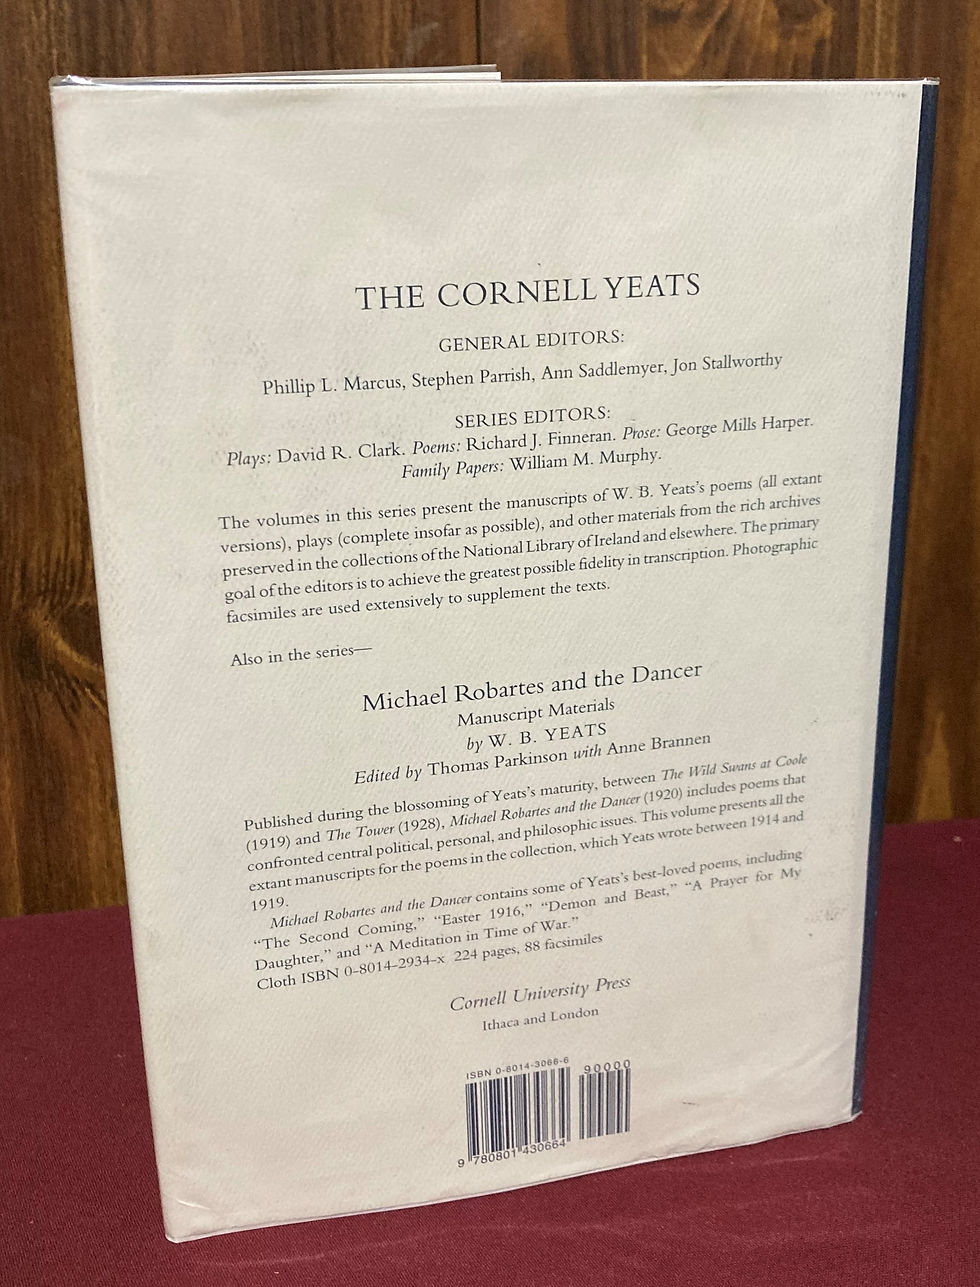 THE CORNELL YEATS
GENERAL EDITORS:
Phillip L. Marcus, Stephen Parrish, Ann Saddlemyer, Jon Stallworthy
SERIES EDITORS:
Plays: David R. Clark. Poems: Richard J. Finneran. Prose: George Mills Harper.
Family Papers: William M. Murphy.
The volumes in this series present the manuscripts of W. B. Yeats's poems (all extant
versions), plays (complete insofar as possible), and other materials from the rich archives
preserved in the collections of the National Library of Ireland and elsewhere. The primary
goal of the editors is to achieve the greatest possible fidelity in transcription. Photographic
facsimiles are used extensively to supplement the texts.
Also in the series—
Michael Robartes and the Dancer
Manuscript Materials
by W. B. YEATS
Edited by Thomas Parkinson with Anne Brannen
Published during the blossoming of Yeats's maturity, between The Wild Swans at Coole
(1919) and The Tower (1928), Michael Robartes and the Dancer (1920) includes poems that
confronted central political, personal, and philosophic issues. This volume presents all the
extant manuscripts for the poems in the collection, which Yeats wrote between 1914 and
1919.
Michael Robartes and the Dancer contains some of Yeats's best-loved poems, including
"The Second Coming," "Easter 1916," "Demon and Beast," "A Prayer for My
Daughter," and "A Meditation in Time of War."
Cloth ISBN 0-8014-2934-x 224 pages, 88 facsimiles
Cornell University Press
Ithaca and London
ISBN 0-8014-3066-6
90000
9 780801 430664